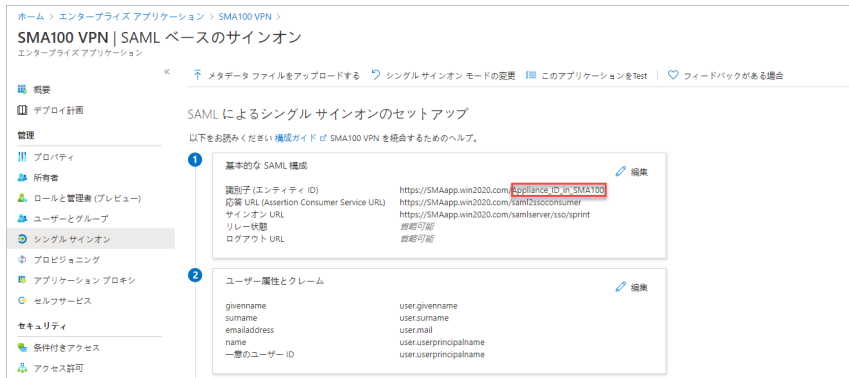 ホーム > エンタープライズ アプリケーション > SMA100 VPN >
SMA100 VPN | SAML ベースのサインオン
エンタープライズ アプリケーション
«
メタデータ ファイルをアップロードする シングル サインオン モードの変更 このアプリケーションをTest フィードバックがある場合
概要
デプロイ計画
管理
プロパティ
所有者
ロールと管理者 (プレビュー)
ユーザーとグループ
シングル サインオン
プロビジョニング
アプリケーション プロキシ
セルフサービス
セキュリティ
条件付きアクセス
アクセス許可
SAML によるシングル サインオンのセットアップ
以下をお読みください 構成ガイド SMA100 VPN を統合するためのヘルプ。
1
基本的な SAML 構成
編集
識別子 (エンティティ ID) https://SMAapp.win2020.com/Appliance_ID_in_SMA100
応答 URL (Assertion Consumer Service URL) https://SMAapp.win2020.com/saml2ssoconsumer
サインオン URL https://SMAapp.win2020.com/samlserver/sso/sprint
リレー状態 省略可能
ログアウト URL 省略可能
2
ユーザー属性とクレーム
編集
givenname user.givenname
surname user.surname
emailaddress user.mail
name user.userprincipalname
一意のユーザー ID user.userprincipalname